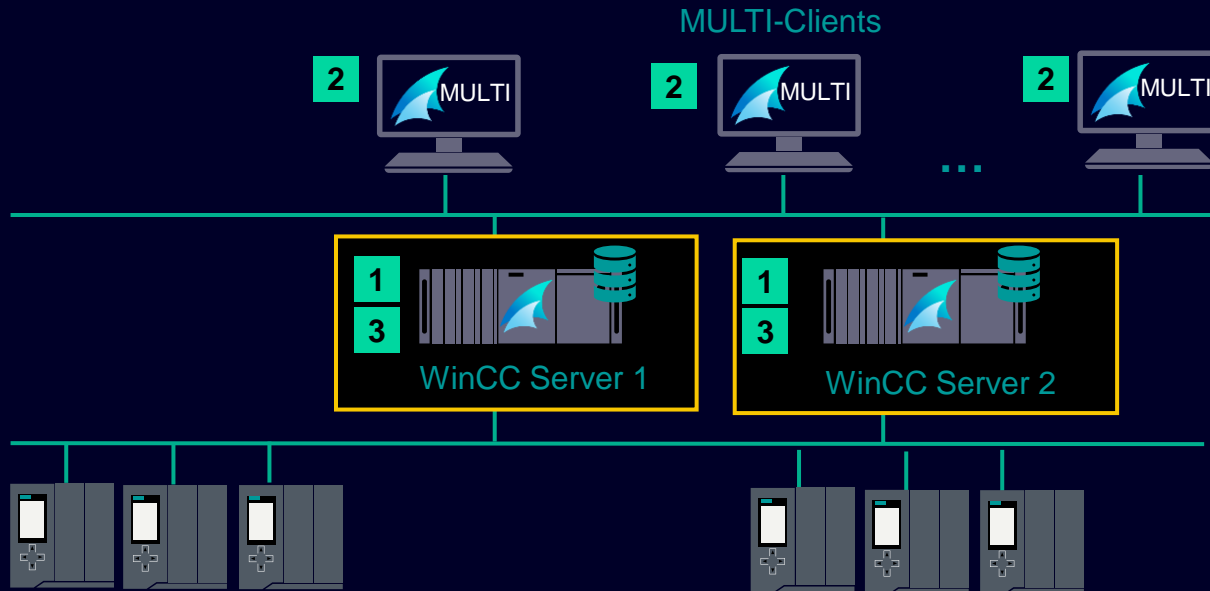 MULTI-Clients
2
MULTI
2
MULTI
2
MULTI
...
1
3
WinCC Server 1
1
3
WinCC Server 2